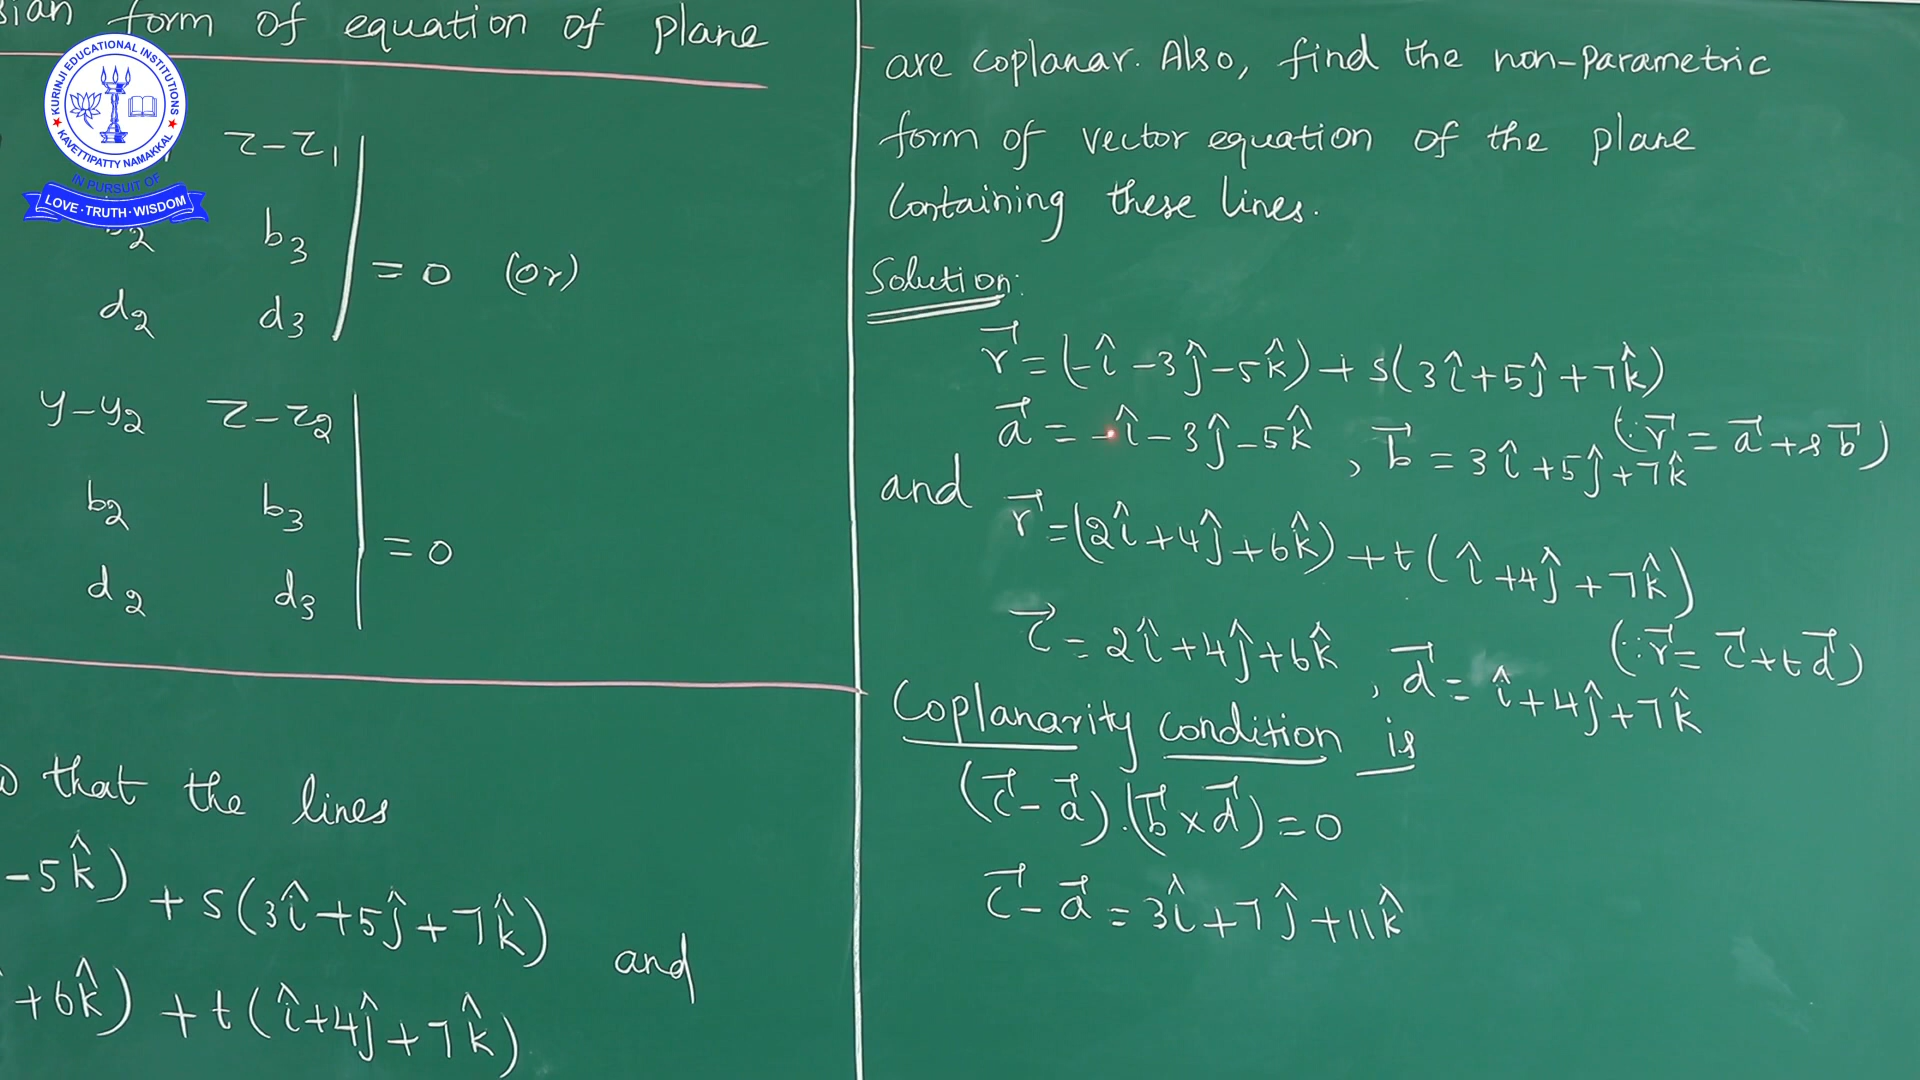 form of equation of plane
KURINJI EDUCATIONAL INSTITUTIONS
KAVETTIPATTY NAMAKKAL
IN PURSUIT OF
LOVE · TRUTH · WISDOM
z-z₁
b₃
d₂ d₃
= 0 (or)
y-y₂ z-z₂
b₂ b₃
d₂ d₃
= 0
that the lines
-5k̂) + s(3î+5ĵ+7k̂) and
+6k̂) + t(î+4ĵ+7k̂)
are coplanar. Also, find the non-parametric
form of vector equation of the plane
containing these lines.
Solution:
r⃗ = (-î-3ĵ-5k̂) + s(3î+5ĵ+7k̂)
a⃗ = -î-3ĵ-5k̂, b⃗ = 3î+5ĵ+7k̂ (∵ r⃗ = a⃗+sb⃗)
and r⃗ = (2î+4ĵ+6k̂) + t(î+4ĵ+7k̂)
c⃗ = 2î+4ĵ+6k̂, d⃗ = î+4ĵ+7k̂ (∵ r⃗ = c⃗+td⃗)
Coplanarity condition is
(c⃗-a⃗).(b⃗×d⃗)=0
c⃗-a⃗ = 3î+7ĵ+11k̂